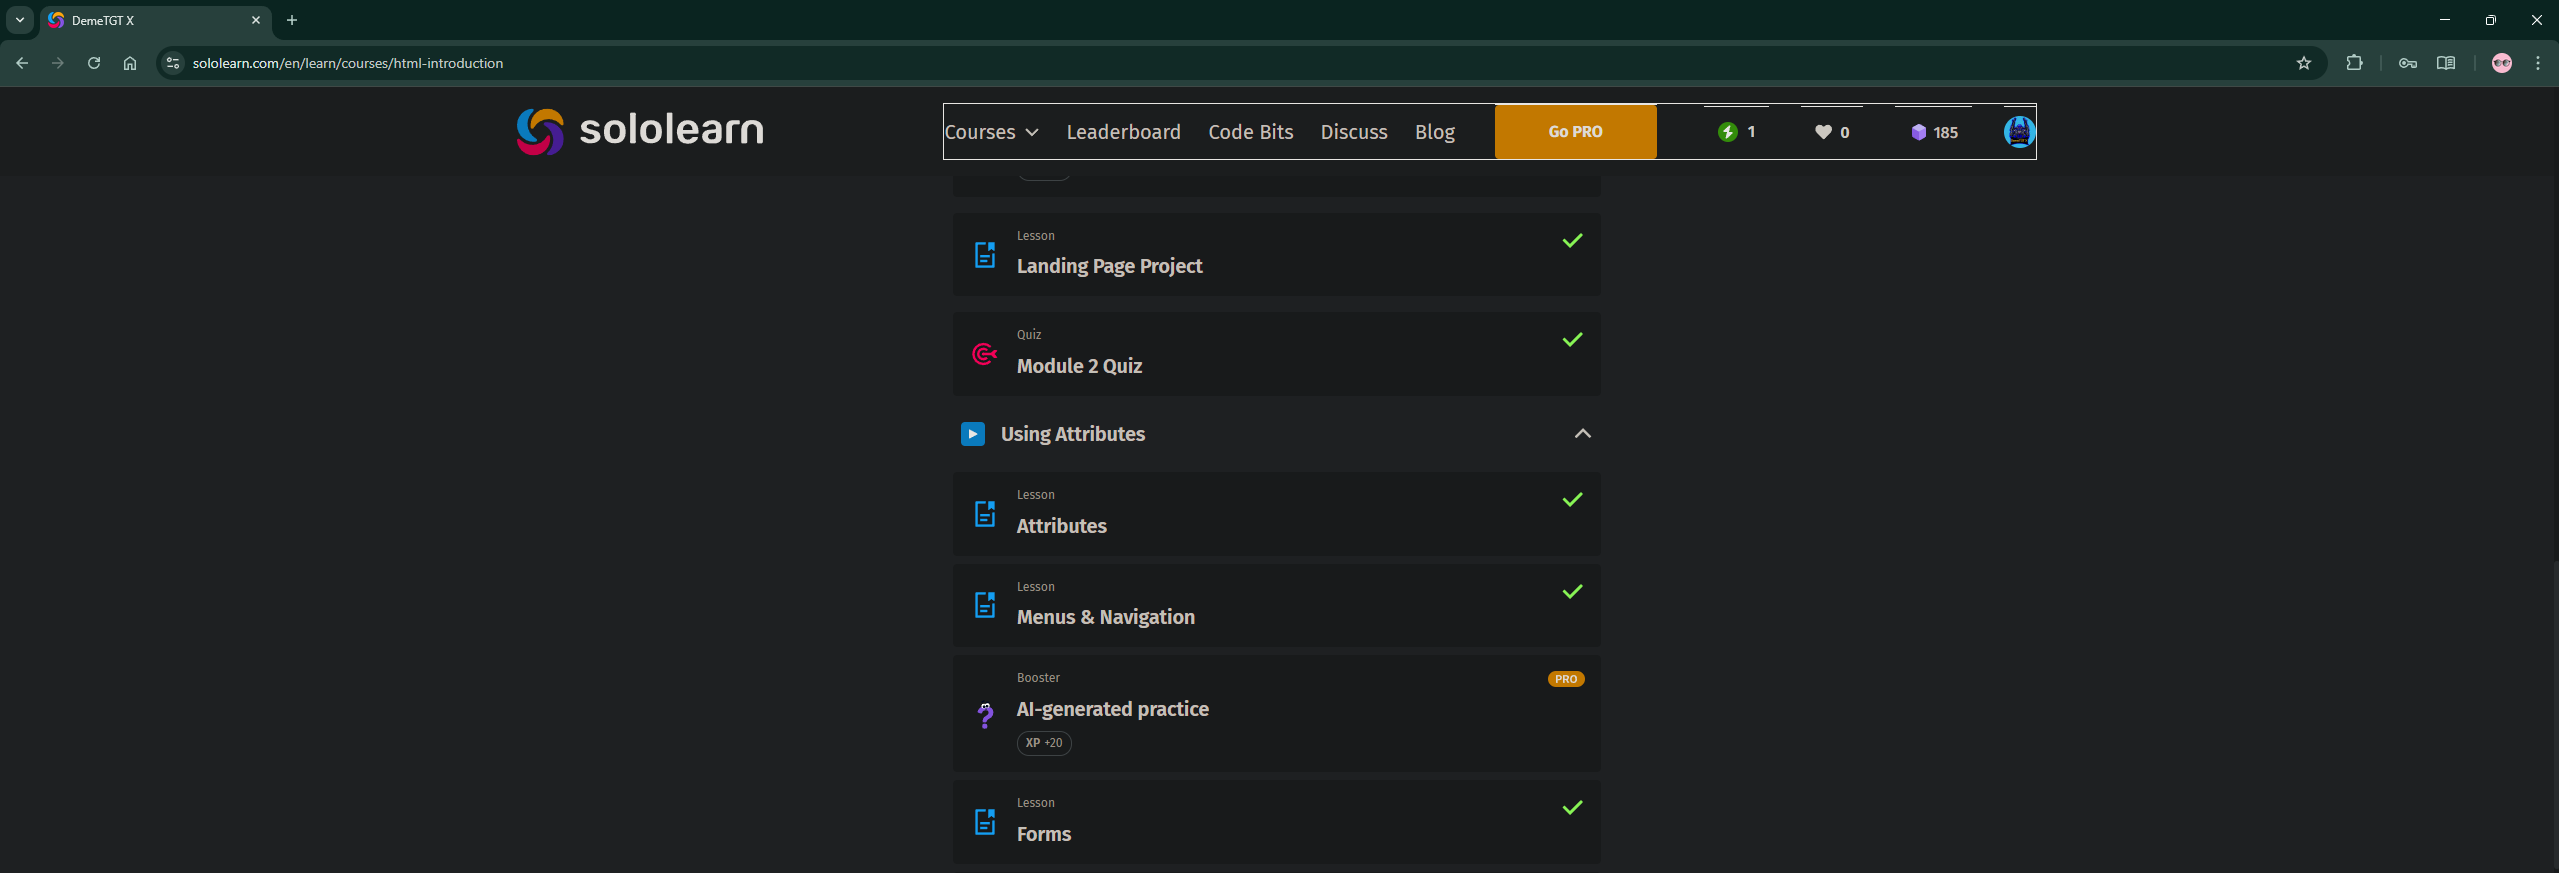 DemeTGT X
sololearn.com/en/learn/courses/html-introduction
sololearn
Courses Leaderboard Code Bits Discuss Blog Go PRO 1 0 185
Lesson
Landing Page Project
Quiz
Module 2 Quiz
Using Attributes
Lesson
Attributes
Lesson
Menus & Navigation
Booster
PRO
AI-generated practice
XP +20
Lesson
Forms